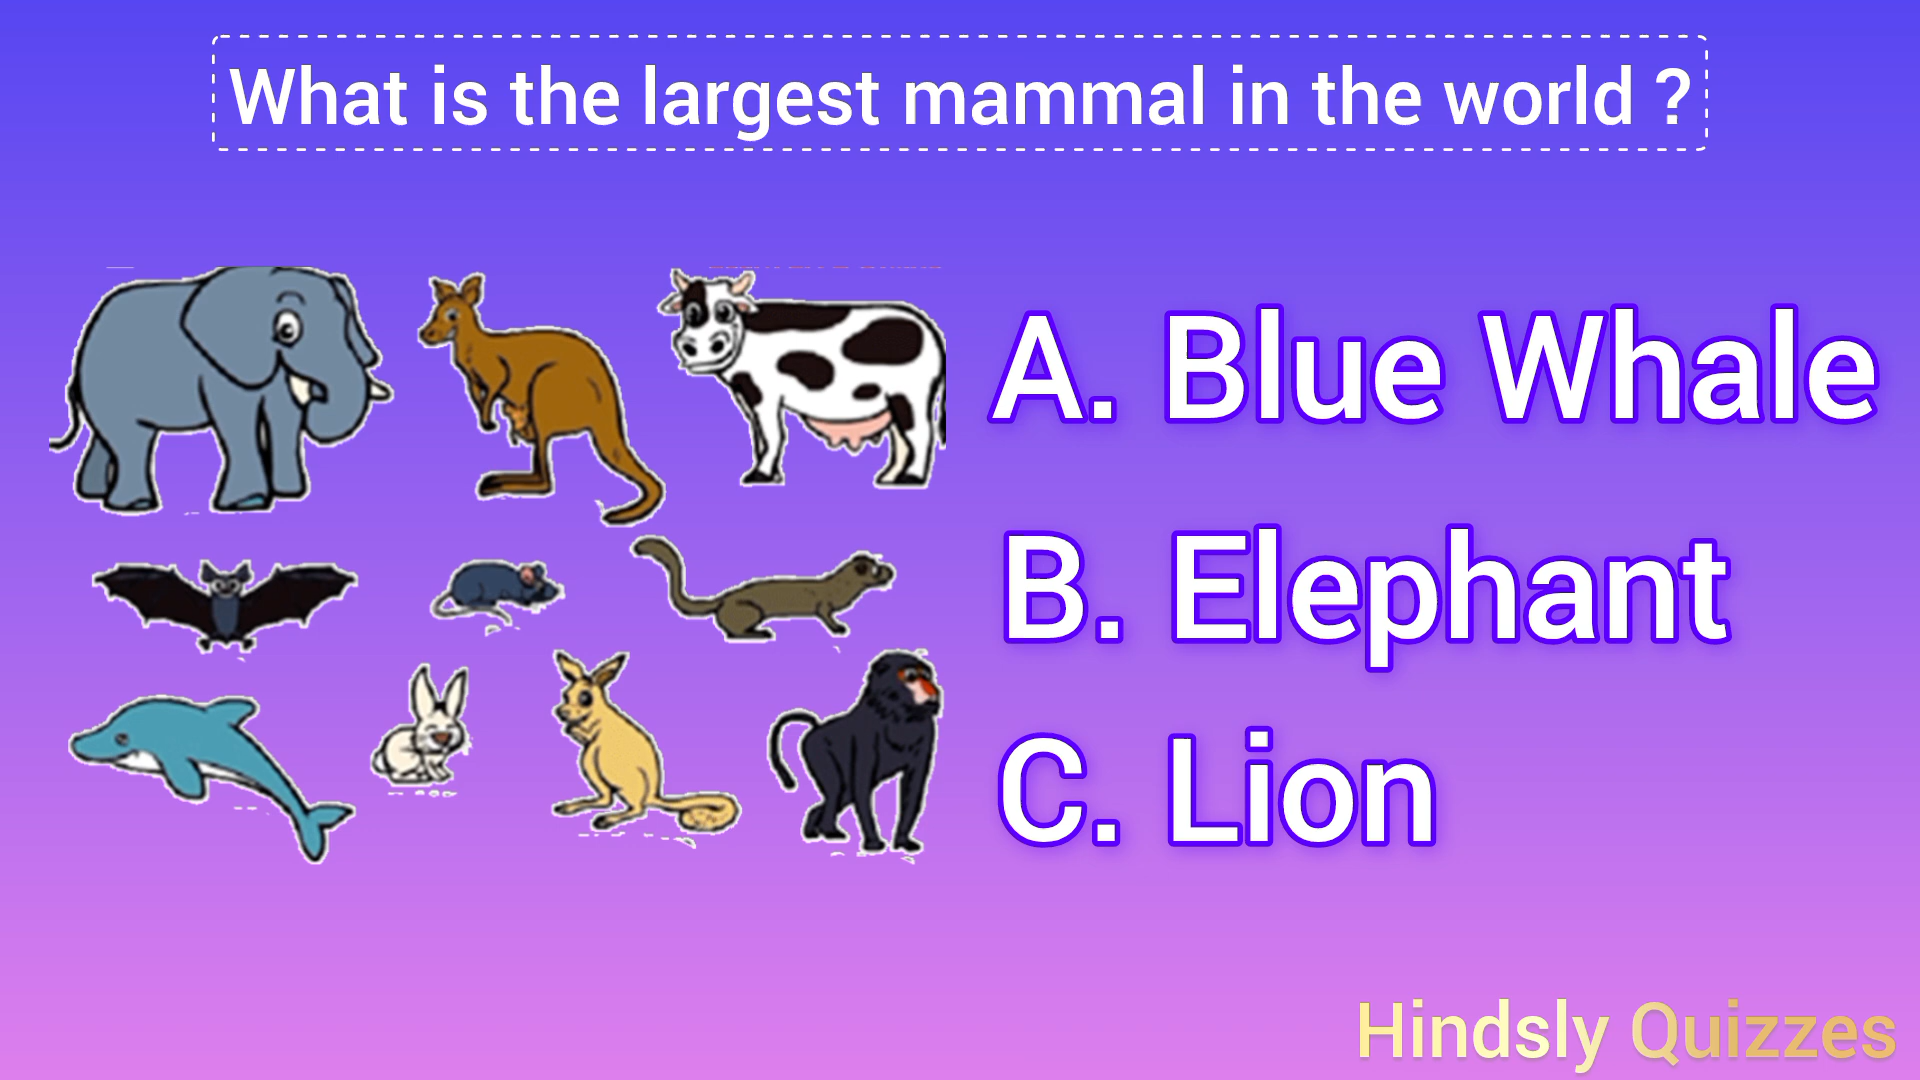 What is the largest mammal in the world ?
A. Blue Whale
B. Elephant
C. Lion
Hindsly Quizzes